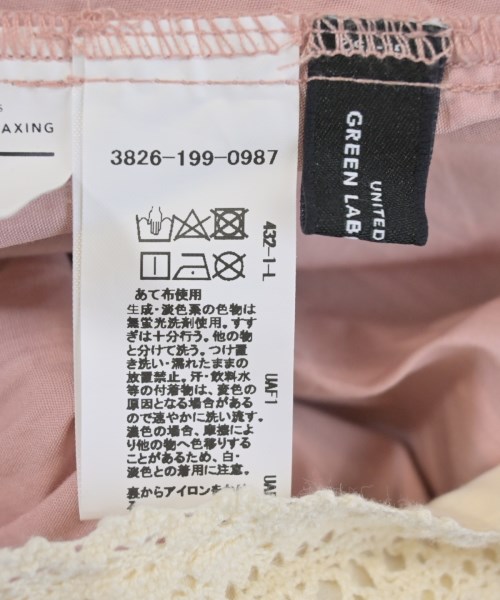 S
AXING
3826-199-0987
432-1-L
あて布使用
生成・淡色系の色物は
無蛍光洗剤使用。すす
ぎは十分行う。他の物
と分けて洗う。つけ置
き洗い・濡れたままの
放置禁止。汗・飲料水
等の付着物は、変色の
原因となる場合がある
ので速やかに洗い流す。
濃色の場合、摩擦によ
り他の物へ色移りする
ことがあるため、白・
淡色との着用に注意。
裏からアイロンをかけ
UAF1
UAF
UNITED
GREEN LAB